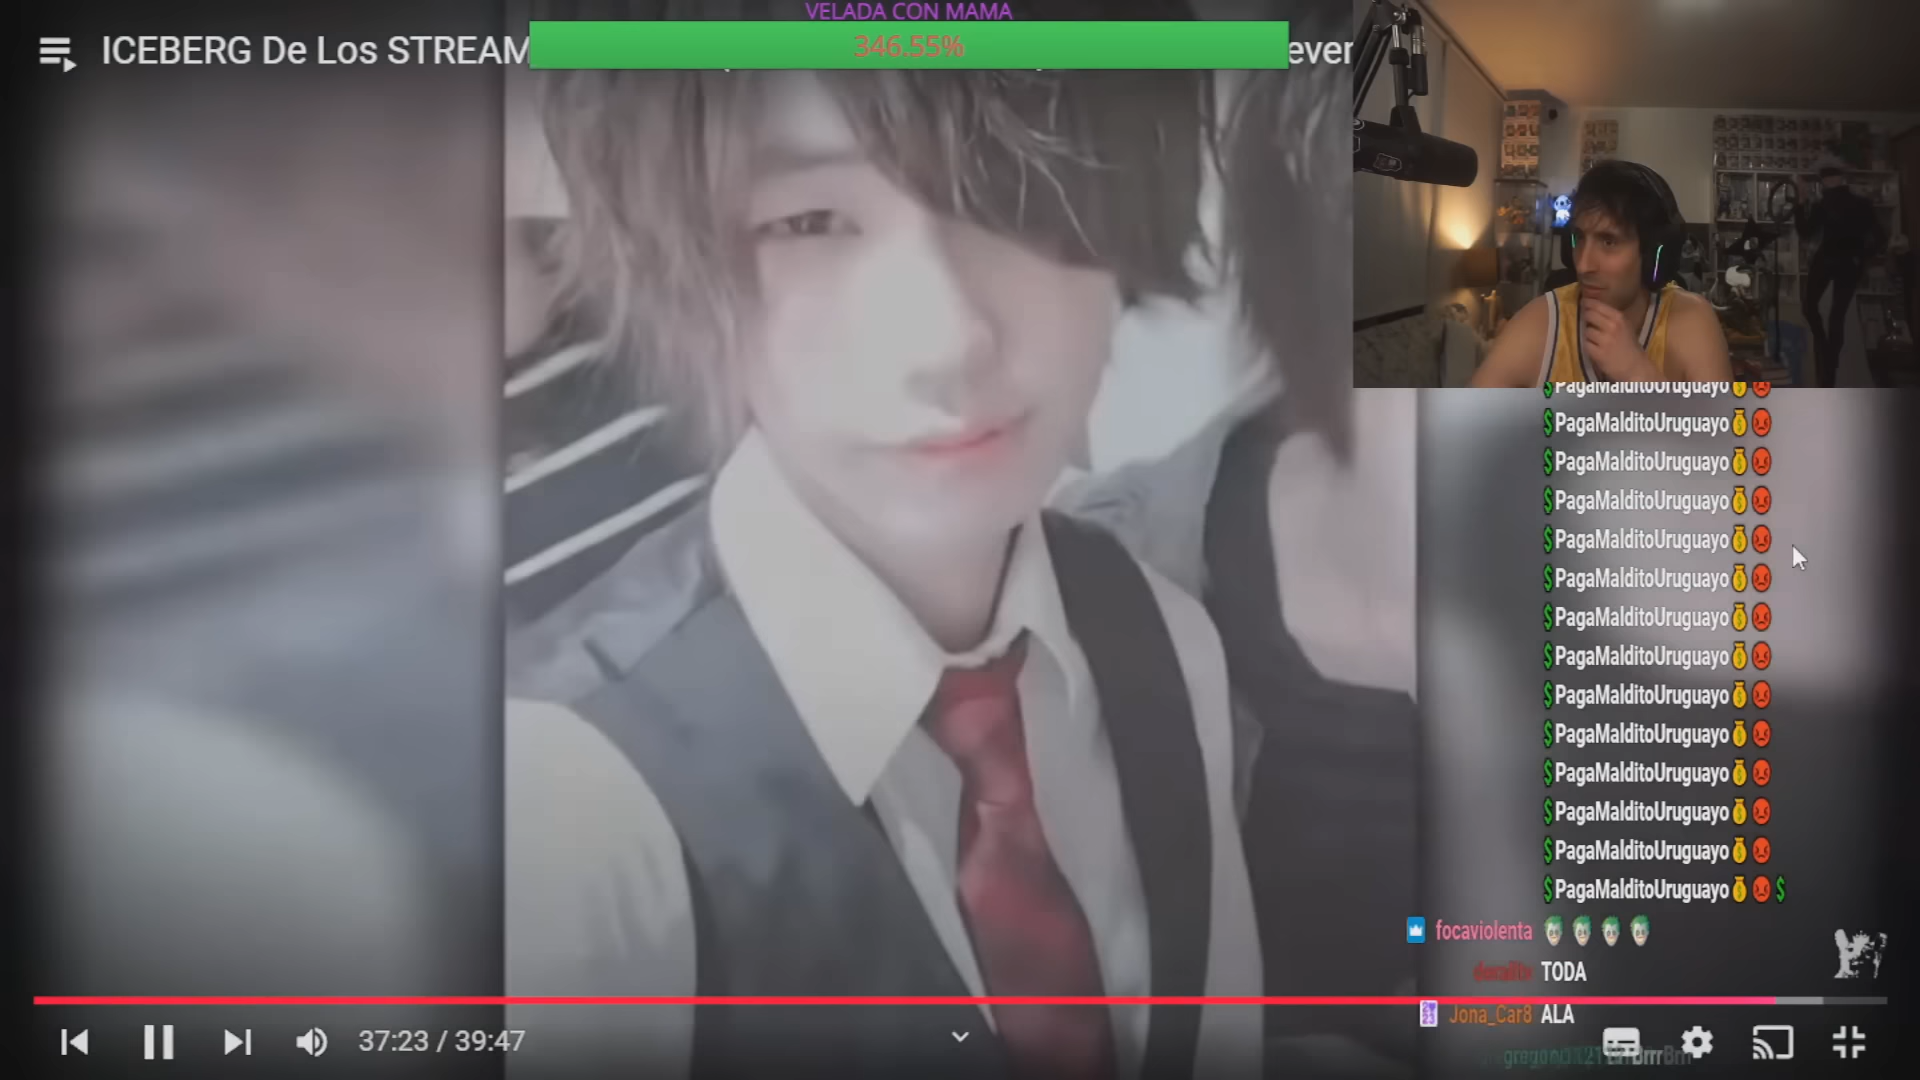 VELADA CON MAMA
346.55%
ICEBERG De Los STREAM
$PagaMalditoUruguayo💰😡
$PagaMalditoUruguayo💰😡
$PagaMalditoUruguayo💰😡
$PagaMalditoUruguayo💰😡
$PagaMalditoUruguayo💰😡
$PagaMalditoUruguayo💰😡
$PagaMalditoUruguayo💰😡
$PagaMalditoUruguayo💰😡
$PagaMalditoUruguayo💰😡
$PagaMalditoUruguayo💰😡
$PagaMalditoUruguayo💰😡
$PagaMalditoUruguayo💰😡
$PagaMalditoUruguayo💰😡
$PagaMalditoUruguayo💰😡$
focaviolenta
TODA
Jona_Car8 ALA
37:23 / 39:47